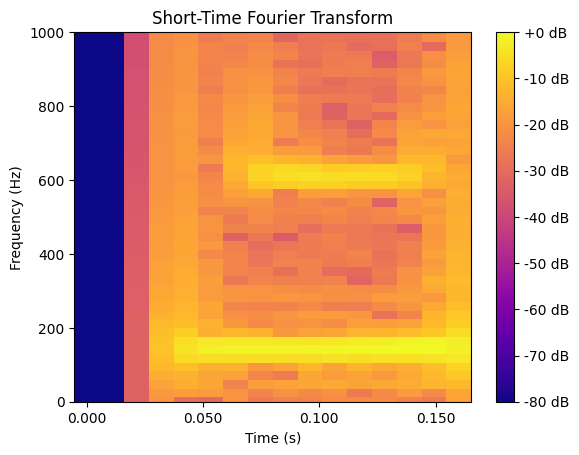 Short-Time Fourier Transform
Frequency (Hz)
1000
800
600
400
200
0
0.000
0.050
0.100
0.150
Time (s)
+0 dB
-10 dB
-20 dB
-30 dB
-40 dB
-50 dB
-60 dB
-70 dB
-80 dB